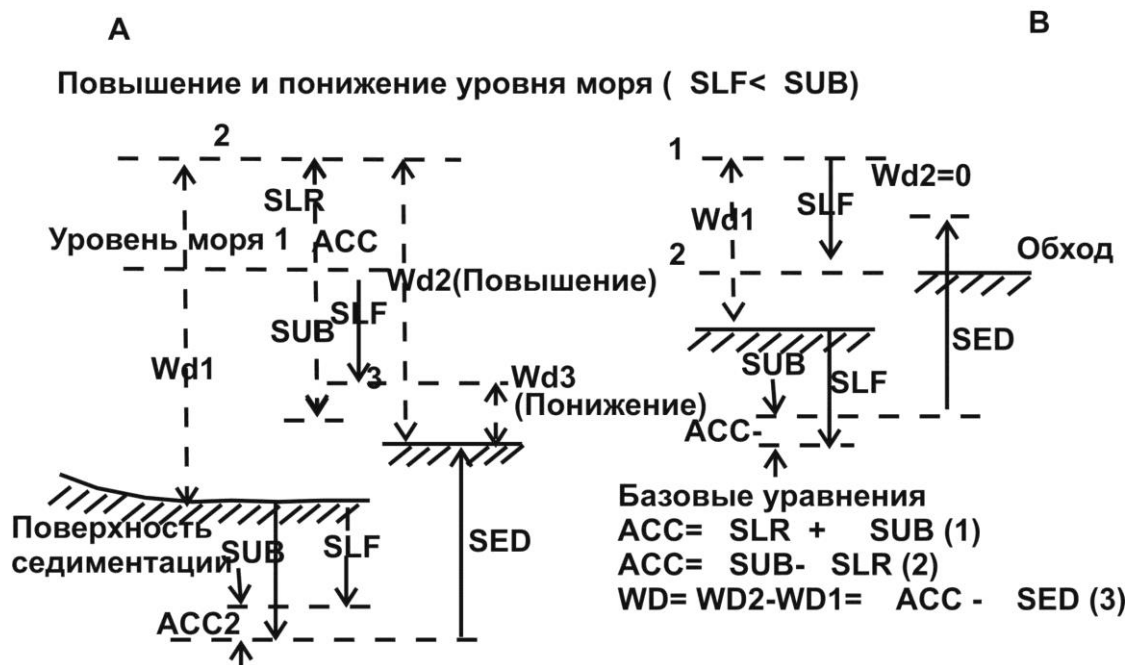 А
В
Повышение и понижение уровня моря ( SLF< SUB)
2
SLR
Уровень моря 1
ACC
Wd2(Повышение)
SUB
SLF
Wd1
3
Wd3
(Понижение)
Поверхность
седиментации
SUB
SLF
SED
ACC2
1
Wd2=0
Wd1
SLF
2
Обход
SED
SUB
SLF
ACC-
Базовые уравнения
ACC= SLR + SUB (1)
ACC= SUB- SLR (2)
WD= WD2-WD1= ACC - SED (3)